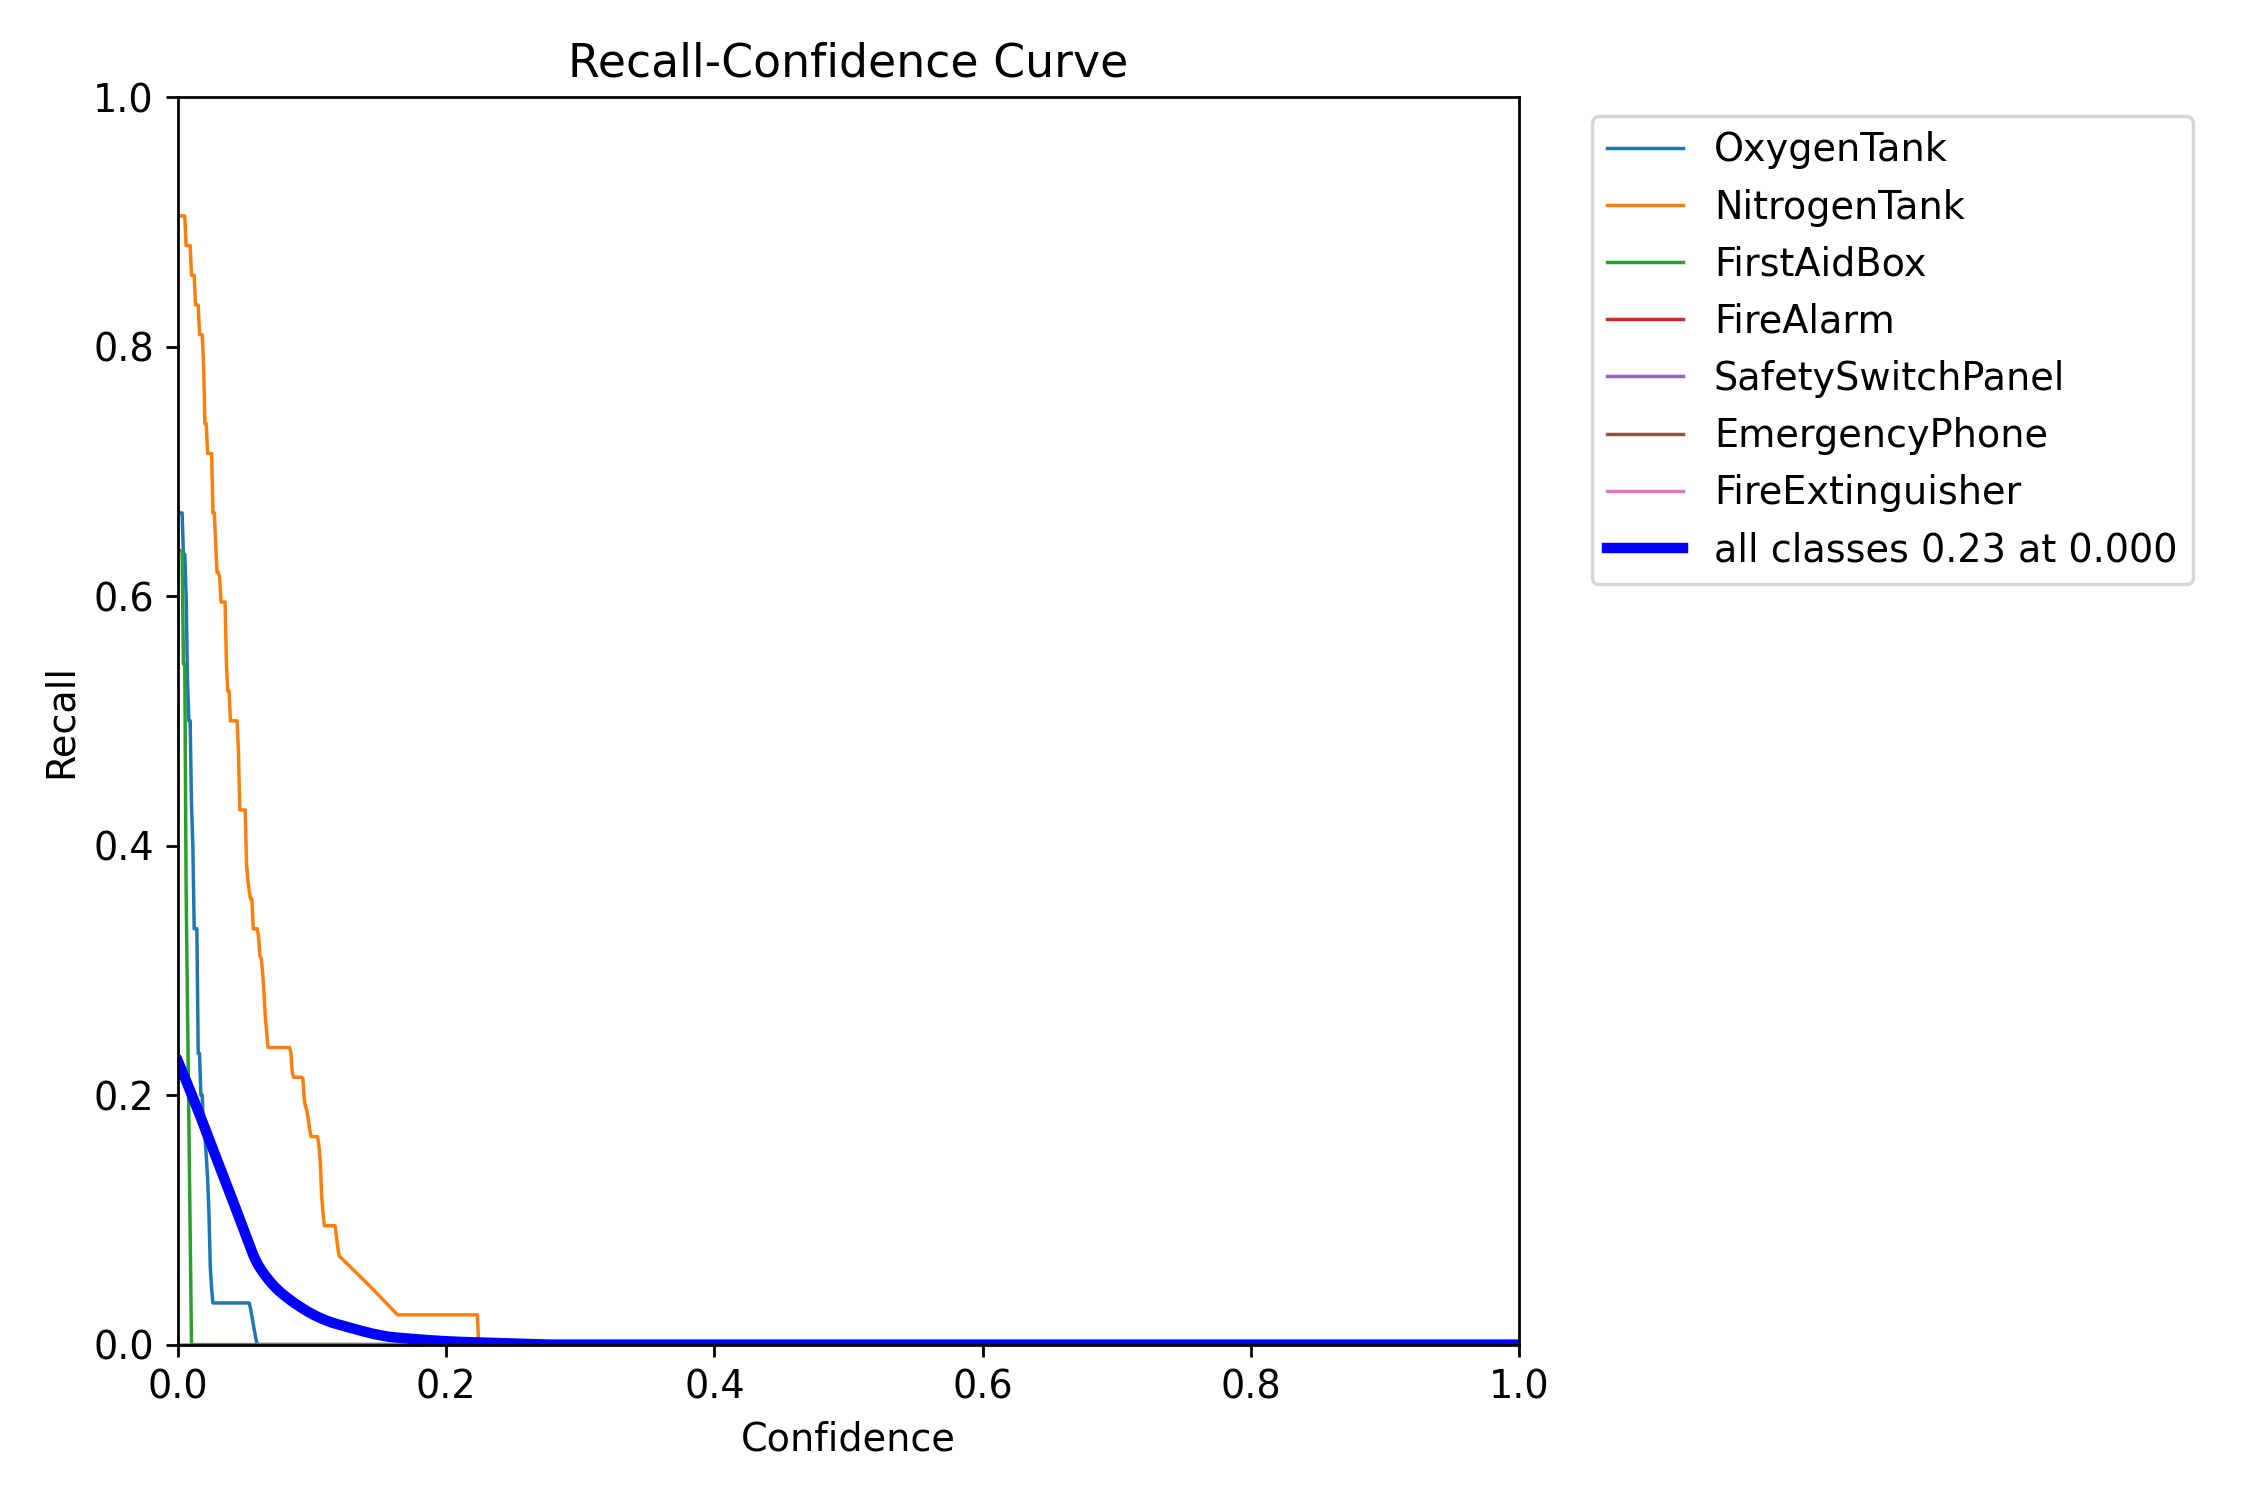 Recall-Confidence Curve
1.0
0.8
0.6
0.4
0.2
0.0
Recall
0.0 0.2 0.4 0.6 0.8 1.0
Confidence
OxygenTank
NitrogenTank
FirstAidBox
FireAlarm
SafetySwitchPanel
EmergencyPhone
FireExtinguisher
all classes 0.23 at 0.000